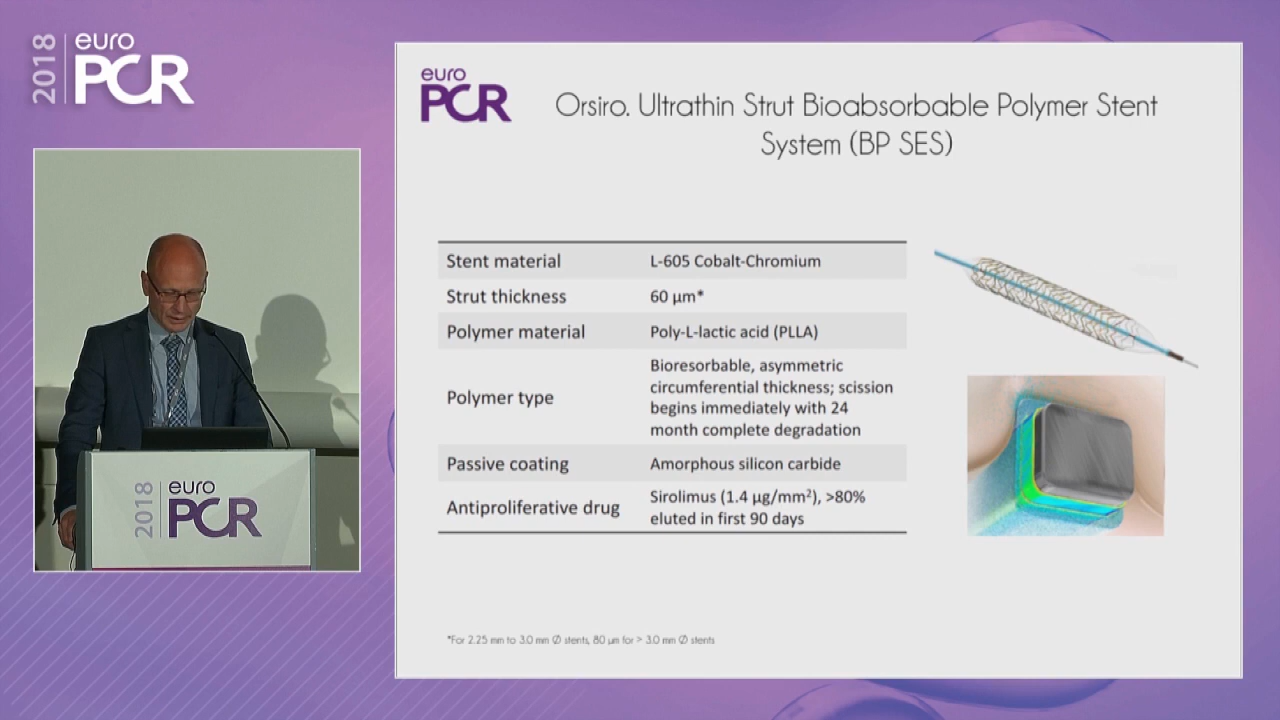 2018
euro
PCR
euro
PCR
Orsiro. Ultrathin Strut Bioabsorbable Polymer Stent
System (BP SES)
Stent material L-605 Cobalt-Chromium
Strut thickness 60 µm*
Polymer material Poly-L-lactic acid (PLLA)
Polymer type Bioresorbable, asymmetric
circumferential thickness; scission
begins immediately with 24
month complete degradation
Passive coating Amorphous silicon carbide
Antiproliferative drug Sirolimus (1.4 µg/mm²), >80%
eluted in first 90 days
*For 2.25 mm to 3.0 mm Ø stents, 80 µm for > 3.0 mm Ø stents
2018
euro
PCR